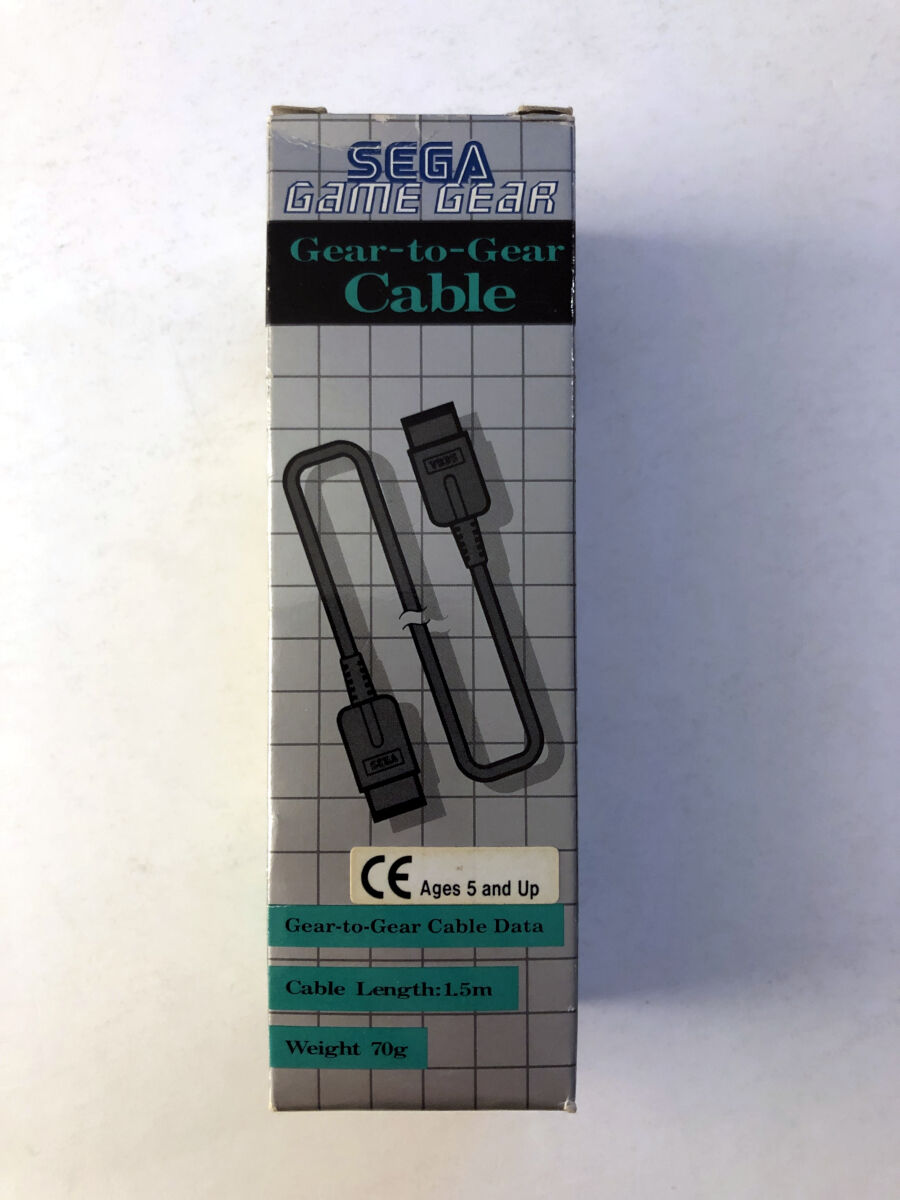 SEGA
GAME GEAR
Gear-to-Gear
Cable
SEGA
SEGA
CE Ages 5 and Up
Gear-to-Gear Cable Data
Cable Length:1.5m
Weight 70g